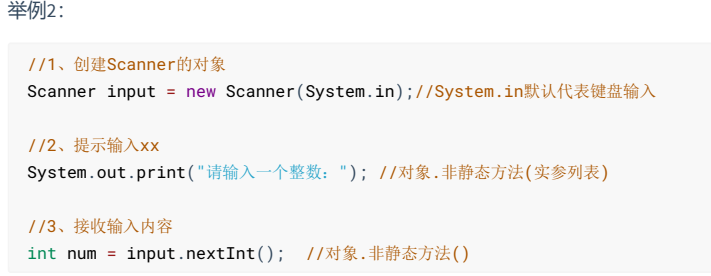 举例2：
//1、创建Scanner的对象
Scanner input = new Scanner(System.in);//System.in默认代表键盘输入
//2、提示输入xx
System.out.print("请输入一个整数："); //对象.非静态方法(实参列表)
//3、接收输入内容
int num = input.nextInt();  //对象.非静态方法()